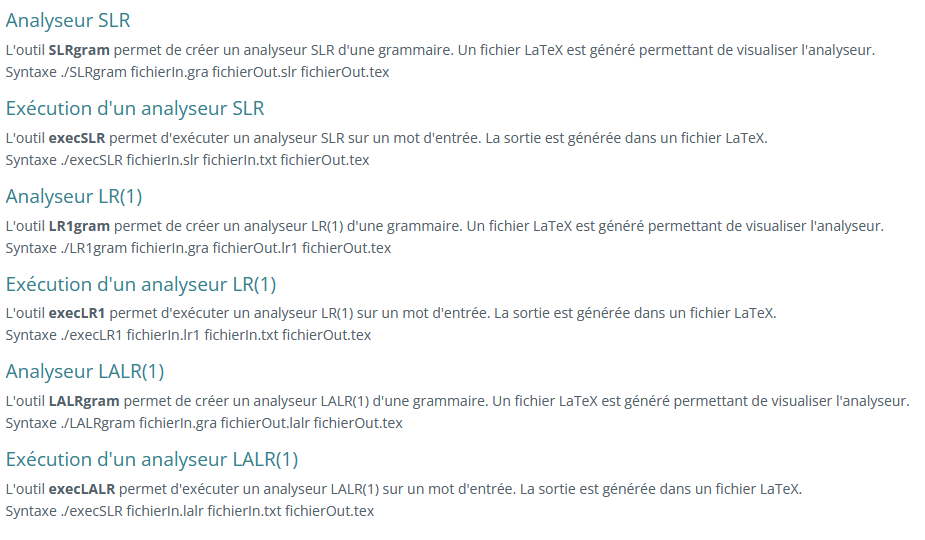 Analyseur SLR
L'outil SLRgram permet de créer un analyseur SLR d'une grammaire. Un fichier LaTeX est généré permettant de visualiser l'analyseur.
Syntaxe ./SLRgram fichierIn.gra fichierOut.slr fichierOut.tex
Exécution d'un analyseur SLR
L'outil execSLR permet d'exécuter un analyseur SLR sur un mot d'entrée. La sortie est générée dans un fichier LaTeX.
Syntaxe ./execSLR fichierIn.slr fichierIn.txt fichierOut.tex
Analyseur LR(1)
L'outil LR1gram permet de créer un analyseur LR(1) d'une grammaire. Un fichier LaTeX est généré permettant de visualiser l'analyseur.
Syntaxe ./LR1gram fichierIn.gra fichierOut.lr1 fichierOut.tex
Exécution d'un analyseur LR(1)
L'outil execLR1 permet d'exécuter un analyseur LR(1) sur un mot d'entrée. La sortie est générée dans un fichier LaTeX.
Syntaxe ./execLR1 fichierIn.lr1 fichierIn.txt fichierOut.tex
Analyseur LALR(1)
L'outil LALRgram permet de créer un analyseur LALR(1) d'une grammaire. Un fichier LaTeX est généré permettant de visualiser l'analyseur.
Syntaxe ./LALRgram fichierIn.gra fichierOut.lalr fichierOut.tex
Exécution d'un analyseur LALR(1)
L'outil execLALR permet d'exécuter un analyseur LALR(1) sur un mot d'entrée. La sortie est générée dans un fichier LaTeX.
Syntaxe ./execSLR fichierIn.lalr fichierIn.txt fichierOut.tex